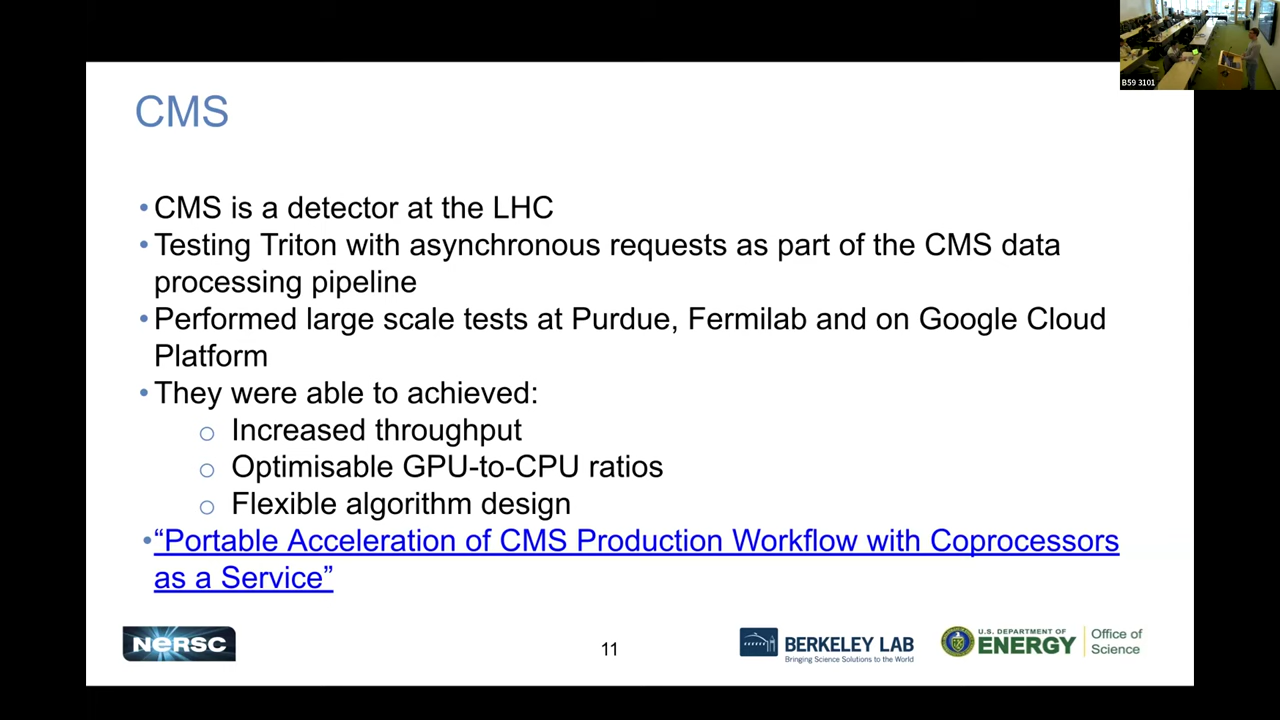 B59 3101
CMS
•CMS is a detector at the LHC
•Testing Triton with asynchronous requests as part of the CMS data
processing pipeline
•Performed large scale tests at Purdue, Fermilab and on Google Cloud
Platform
•They were able to achieved:
○ Increased throughput
○ Optimisable GPU-to-CPU ratios
○ Flexible algorithm design
•“Portable Acceleration of CMS Production Workflow with Coprocessors
as a Service”
NERSC
11
BERKELEY LAB
Bringing Science Solutions to the World
U.S. DEPARTMENT OF
ENERGY
Office of
Science